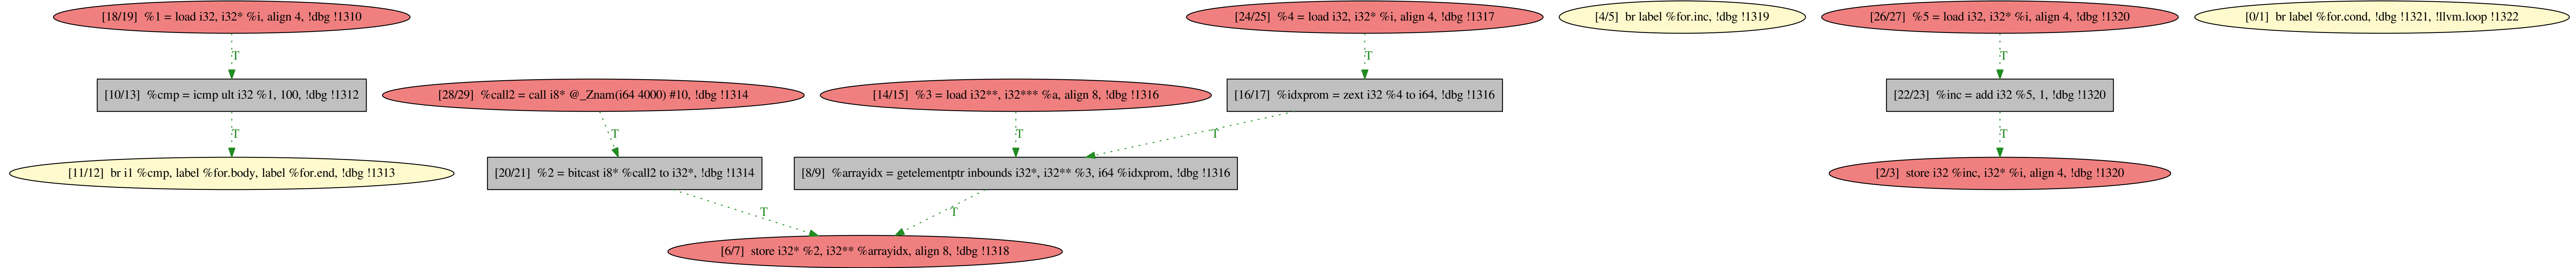 [18/19]  %1 = load i32, i32* %i, align 4, !dbg !1310
[24/25]  %4 = load i32, i32* %i, align 4, !dbg !1317
[4/5]  br label %for.inc, !dbg !1319
[26/27]  %5 = load i32, i32* %i, align 4, !dbg !1320
[0/1]  br label %for.cond, !dbg !1321, !llvm.loop !1322
T
T
T
[10/13]  %cmp = icmp ult i32 %1, 100, !dbg !1312
[28/29]  %call2 = call i8* @_Znam(i64 4000) #10, !dbg !1314
[14/15]  %3 = load i32**, i32*** %a, align 8, !dbg !1316
[16/17]  %idxprom = zext i32 %4 to i64, !dbg !1316
[22/23]  %inc = add i32 %5, 1, !dbg !1320
T
T
T
T
T
[11/12]  br i1 %cmp, label %for.body, label %for.end, !dbg !1313
[20/21]  %2 = bitcast i8* %call2 to i32*, !dbg !1314
[8/9]  %arrayidx = getelementptr inbounds i32*, i32** %3, i64 %idxprom, !dbg !1316
[2/3]  store i32 %inc, i32* %i, align 4, !dbg !1320
T
T
[6/7]  store i32* %2, i32** %arrayidx, align 8, !dbg !1318